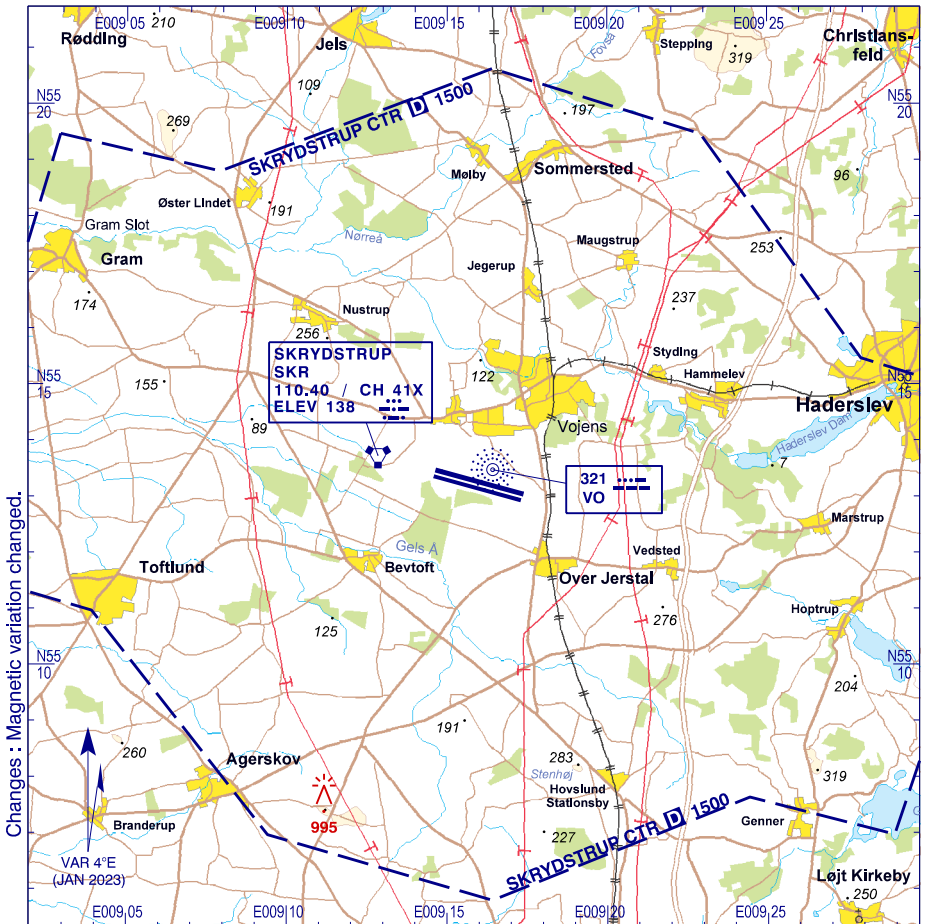 E009 05
E009 10
E009 15
E009 20
E009 25
210
Rødding
Jels
Fovså
Stepping
319
Christians-
feld
N55
20
N55
20
109
197
269
SKRYDSTRUP CTR D 1500
Mølby
Sommersted
96
Øster Lindet
191
Gram Slot
Nørreå
Maugstrup
253
Gram
Jegerup
174
237
Nustrup
256
Stydding
SKRYDSTRUP
SKR
110.40 / CH 41X
ELEV 138
122
Hammelev
N55
15
155
Haderslev
89
Vojens
Haderslev Dam
7
321
VO
Marstrup
Gels Å
Vedsted
Toftlund
Bevtoft
Over Jerstal
Hoptrup
125
276
N55
10
N55
10
204
191
260
283
319
Agerskov
Stenhøj
Hovslund
Stationsby
995
Branderup
227
Genner
SKRYDSTRUP CTR D 1500
VAR 4°E
(JAN 2023)
Løjt Kirkeby
250
E009 05
E009 10
E009 15
E009 20
E009 25
Changes : Magnetic variation changed.